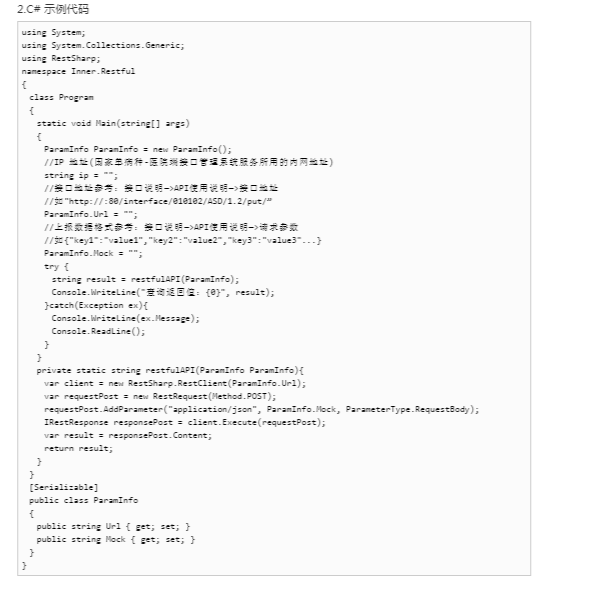 2.C# 示例代码
using System;
using System.Collections.Generic;
using RestSharp;
namespace Inner.Restful
{
class Program
{
static void Main(string[] args)
{
ParamInfo ParamInfo = new ParamInfo();
//IP 地址(国家单病种-医院端接口管理系统服务所用的内网地址)
string ip = "";
//接口地址参考: 接口说明->API使用说明->接口地址
//如"http://:80/interface/010102/ASD/1.2/put/"
ParamInfo.Url = "";
//上报数据格式参考: 接口说明->API使用说明->请求参数
//如{"key1":"value1","key2":"value2","key3":"value3"...}
ParamInfo.Mock = "";
try {
string result = restfulAPI(ParamInfo);
Console.WriteLine("查询返回值: {0}", result);
}catch(Exception ex){
Console.WriteLine(ex.Message);
Console.ReadLine();
}
}
private static string restfulAPI(ParamInfo ParamInfo){
var client = new RestSharp.RestClient(ParamInfo.Url);
var requestPost = new RestRequest(Method.POST);
requestPost.AddParameter("application/json", ParamInfo.Mock, ParameterType.RequestBody);
IRestResponse responsePost = client.Execute(requestPost);
var result = responsePost.Content;
return result;
}
}
[Serializable]
public class ParamInfo
{
public string Url { get; set; }
public string Mock { get; set; }
}
}